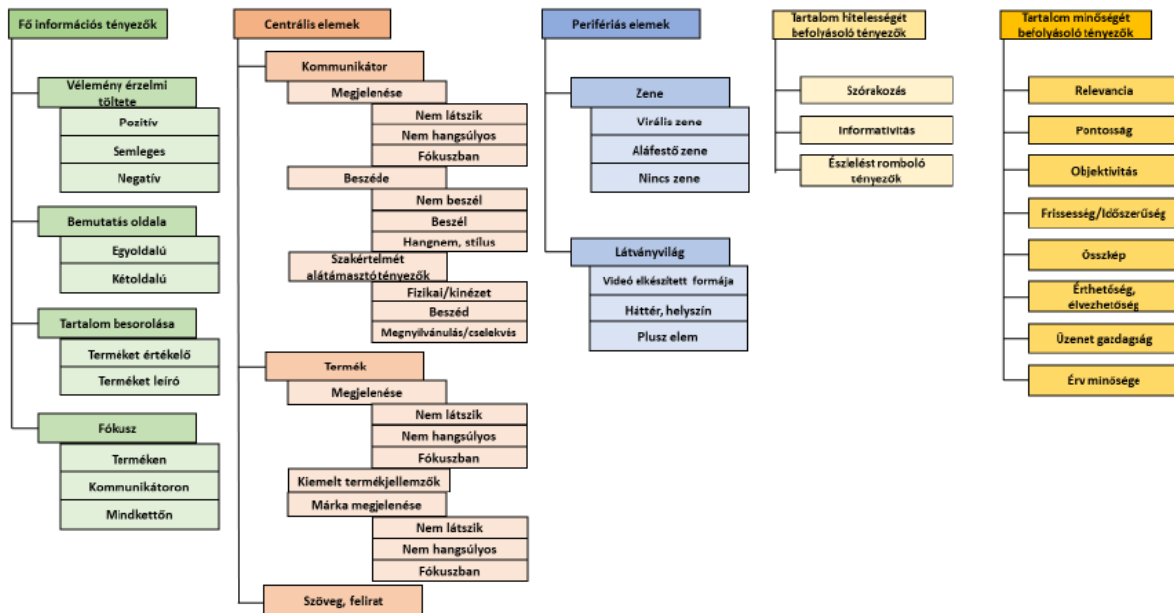 Fő információs tényezők
Vélemény érzelmi
töltete
Pozitív
Semleges
Negatív
Bemutatás oldala
Egyoldalú
Kétoldalú
Tartalom besorolása
Terméket értékelő
Terméket leíró
Fókusz
Terméken
Kommunikátoron
Mindkettőn
Centrális elemek
Kommunikátor
Megjelenése
Nem látszik
Nem hangsúlyos
Fókuszban
Beszéde
Nem beszél
Beszél
Hangnem, stílus
Szakértelmét
alátámasztó tényezők
Fizikai/kinézet
Beszéd
Megnyilvánulás/cselekvés
Termék
Megjelenése
Nem látszik
Nem hangsúlyos
Fókuszban
Kiemelt termékjellemzők
Márka megjelenése
Nem látszik
Nem hangsúlyos
Fókuszban
Szöveg, felirat
Perifériás elemek
Zene
Virális zene
Aláfestő zene
Nincs zene
Látványvilág
Videó elkészített formája
Háttér, helyszín
Plusz elem
Tartalom hitelességét
befolyásoló tényezők
Szórakozás
Informativitás
Észlelést romboló
tényezők
Tartalom minőségét
befolyásoló tényezők
Relevancia
Pontosság
Objektivitás
Frissesség/Időszerűség
Összkép
Érthetőség,
élvezhetőség
Üzenet gazdagság
Érv minősége